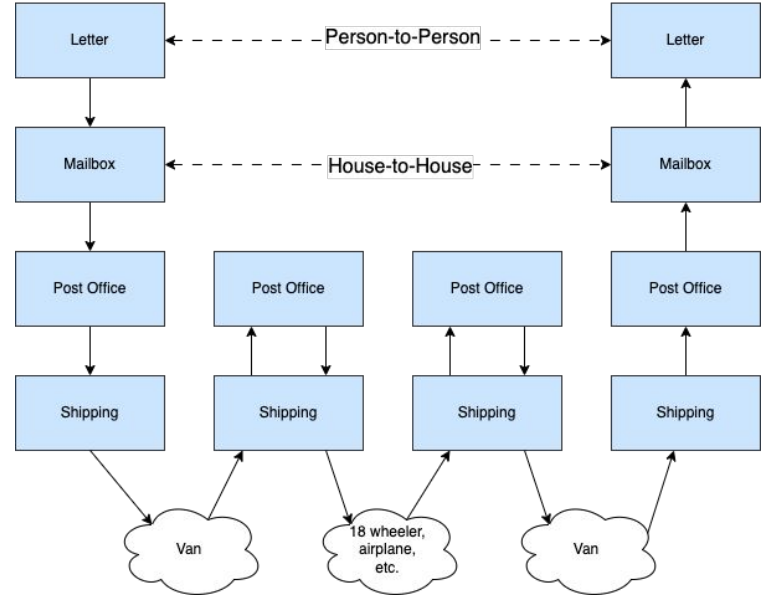 Letter
Person-to-Person
Letter
Mailbox
House-to-House
Mailbox
Post Office
Post Office
Post Office
Post Office
Shipping
Shipping
Shipping
Shipping
Van
18 wheeler,
airplane,
etc.
Van